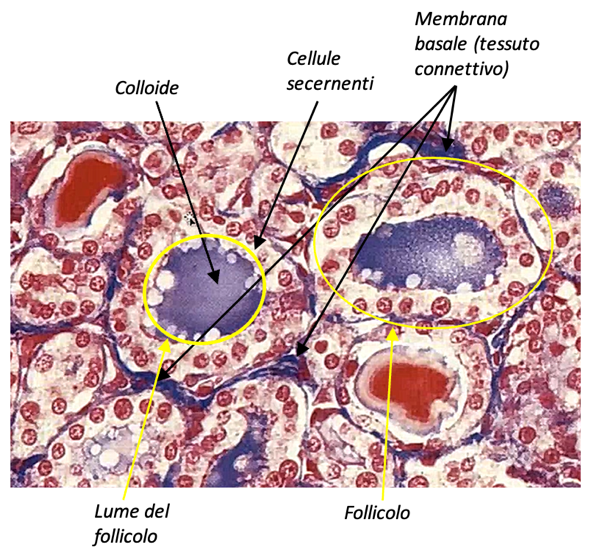 Membrana
basale (tessuto
connettivo)
Cellule
secernenti
Colloide
Lume del
follicolo
Follicolo